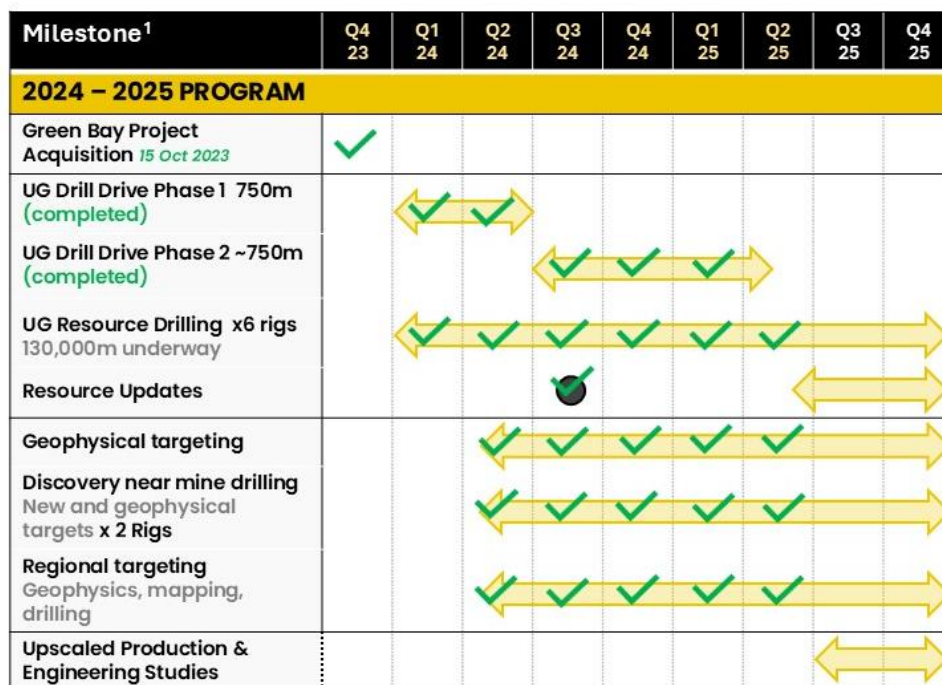 Milestone¹
Q4 23
Q1 24
Q2 24
Q3 24
Q4 24
Q1 25
Q2 25
Q3 25
Q4 25
2024 – 2025 PROGRAM
Green Bay Project
Acquisition 15 Oct 2023
UG Drill Drive Phase 1 750m
(completed)
UG Drill Drive Phase 2 ~750m
(completed)
UG Resource Drilling x6 rigs
130,000m underway
Resource Updates
Geophysical targeting
Discovery near mine drilling
New and geophysical
targets x 2 Rigs
Regional targeting
Geophysics, mapping,
drilling
Upscaled Production &
Engineering Studies